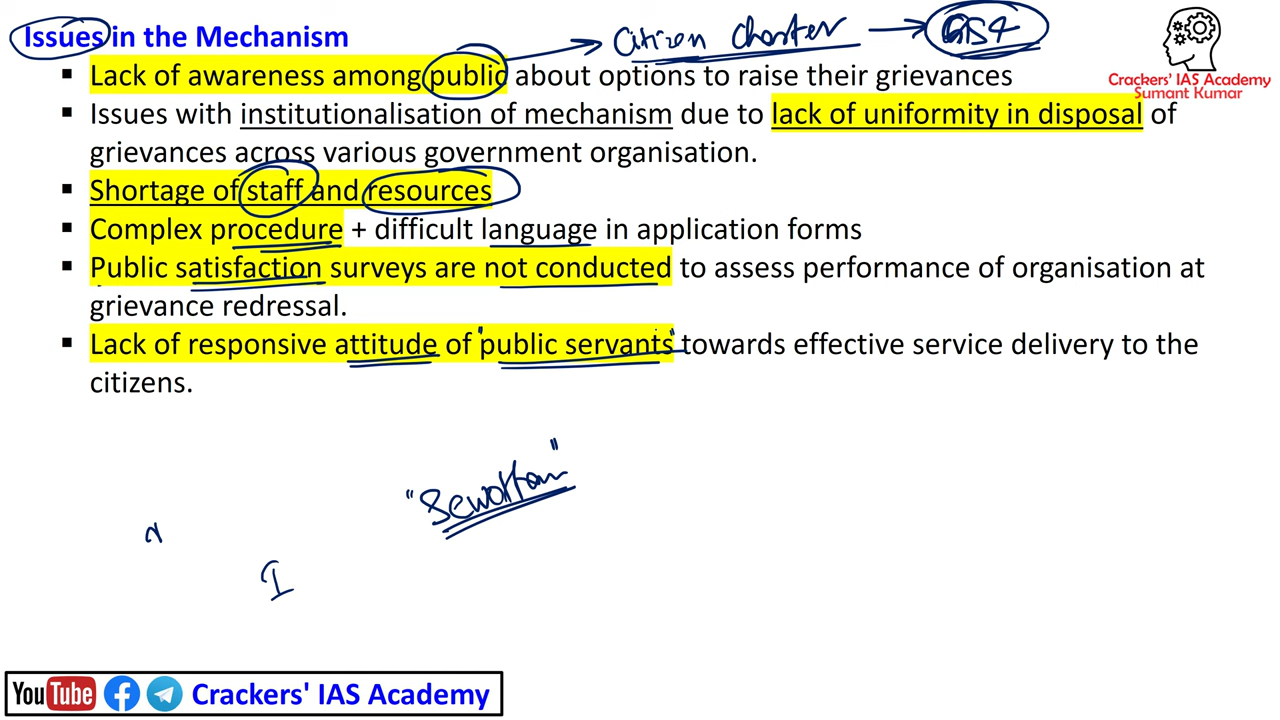 Issues in the Mechanism
Citizen Charter → GS4
Crackers' IAS Academy
Sumant Kumar
▪ Lack of awareness among public about options to raise their grievances
▪ Issues with institutionalisation of mechanism due to lack of uniformity in disposal of
grievances across various government organisation.
▪ Shortage of staff and resources
▪ Complex procedure + difficult language in application forms
▪ Public satisfaction surveys are not conducted to assess performance of organisation at
grievance redressal.
▪ Lack of responsive attitude of "public servants" towards effective service delivery to the
citizens.
"Sewottam"
I
YouTube Crackers' IAS Academy